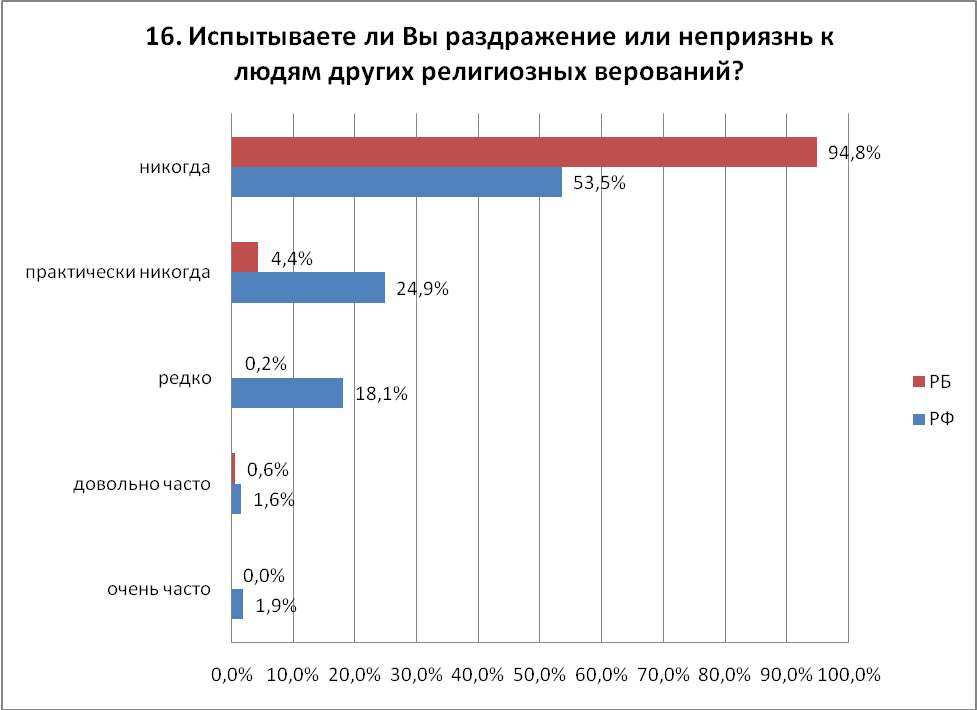 16. Испытываете ли Вы раздражение или неприязнь к
людям других религиозных верований?
никогда
94,8%
53,5%
практически никогда
4,4%
24,9%
редко
0,2%
18,1%
довольно часто
0,6%
1,6%
очень часто
0,0%
1,9%
РБ
РФ
0,0% 10,0% 20,0% 30,0% 40,0% 50,0% 60,0% 70,0% 80,0% 90,0% 100,0%